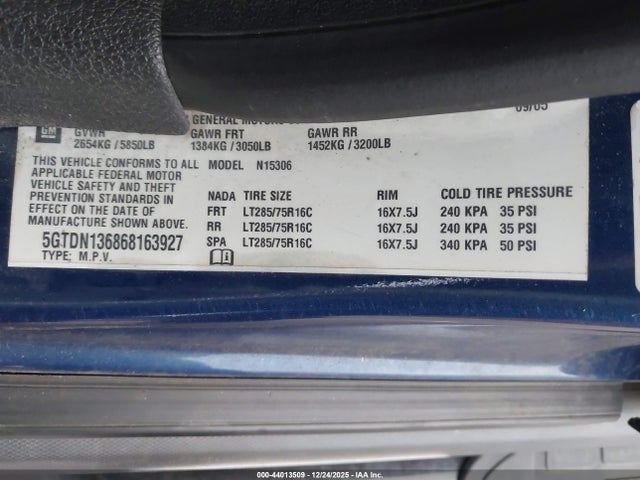 GENERAL MOTORS
09/05
GM
GVWR GAWR FRT GAWR RR
2654KG / 5850LB 1384KG / 3050LB 1452KG / 3200LB
THIS VEHICLE CONFORMS TO ALL MODEL N15306
APPLICABLE FEDERAL MOTOR
VEHICLE SAFETY AND THEFT
PREVENTION STANDARDS IN
EFFECT ON THE DATE OF
MANUFACTURE SHOWN ABOVE.
5GTDN136868163927
TYPE; M.P.V.
NADA TIRE SIZE RIM COLD TIRE PRESSURE
FRT LT285/75R16C 16X7.5J 240 KPA 35 PSI
RR LT285/75R16C 16X7.5J 240 KPA 35 PSI
SPA LT285/75R16C 16X7.5J 340 KPA 50 PSI
000-44013509 - 12/24/2025 - IAA Inc.